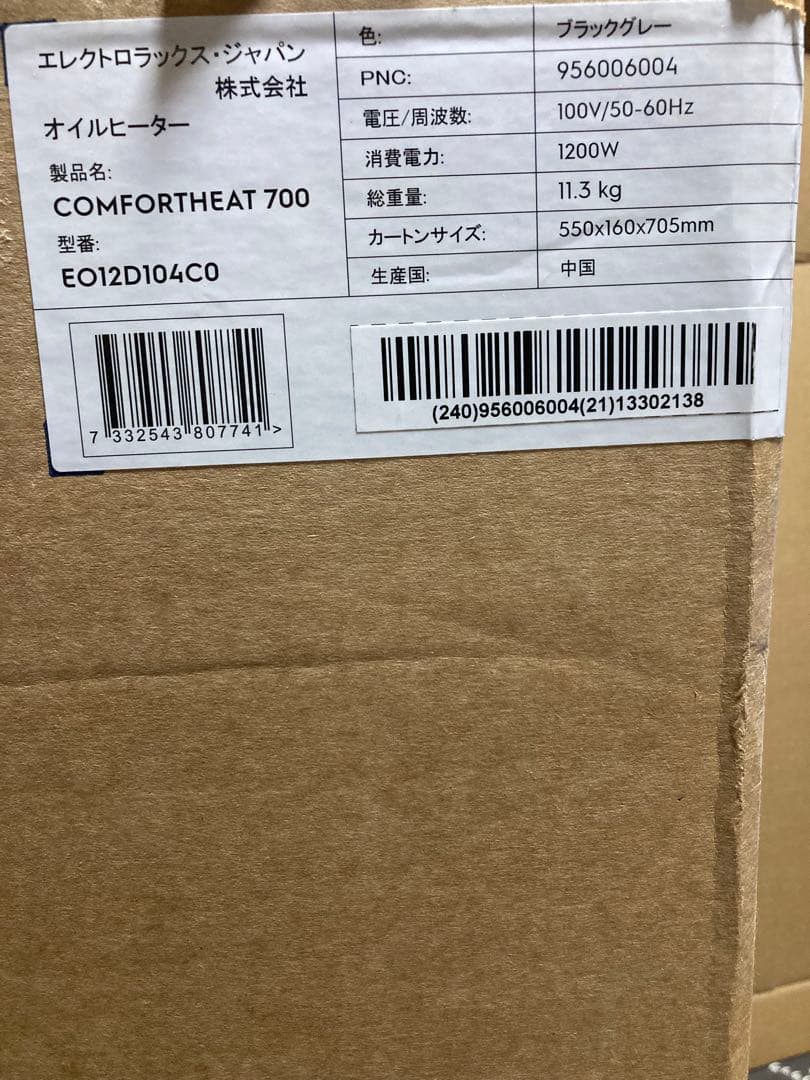 エレクトロラックス・ジャパン
株式会社
オイルヒーター
製品名:
COMFORTHEAT 700
型番:
EO12D104C0
色: ブラックグレー
PNC: 956006004
電圧/周波数: 100V/50-60Hz
消費電力: 1200W
総重量: 11.3 kg
カートンサイズ: 550x160x705mm
生産国: 中国
7 332543 807741 >
(240)956006004(21)13302138